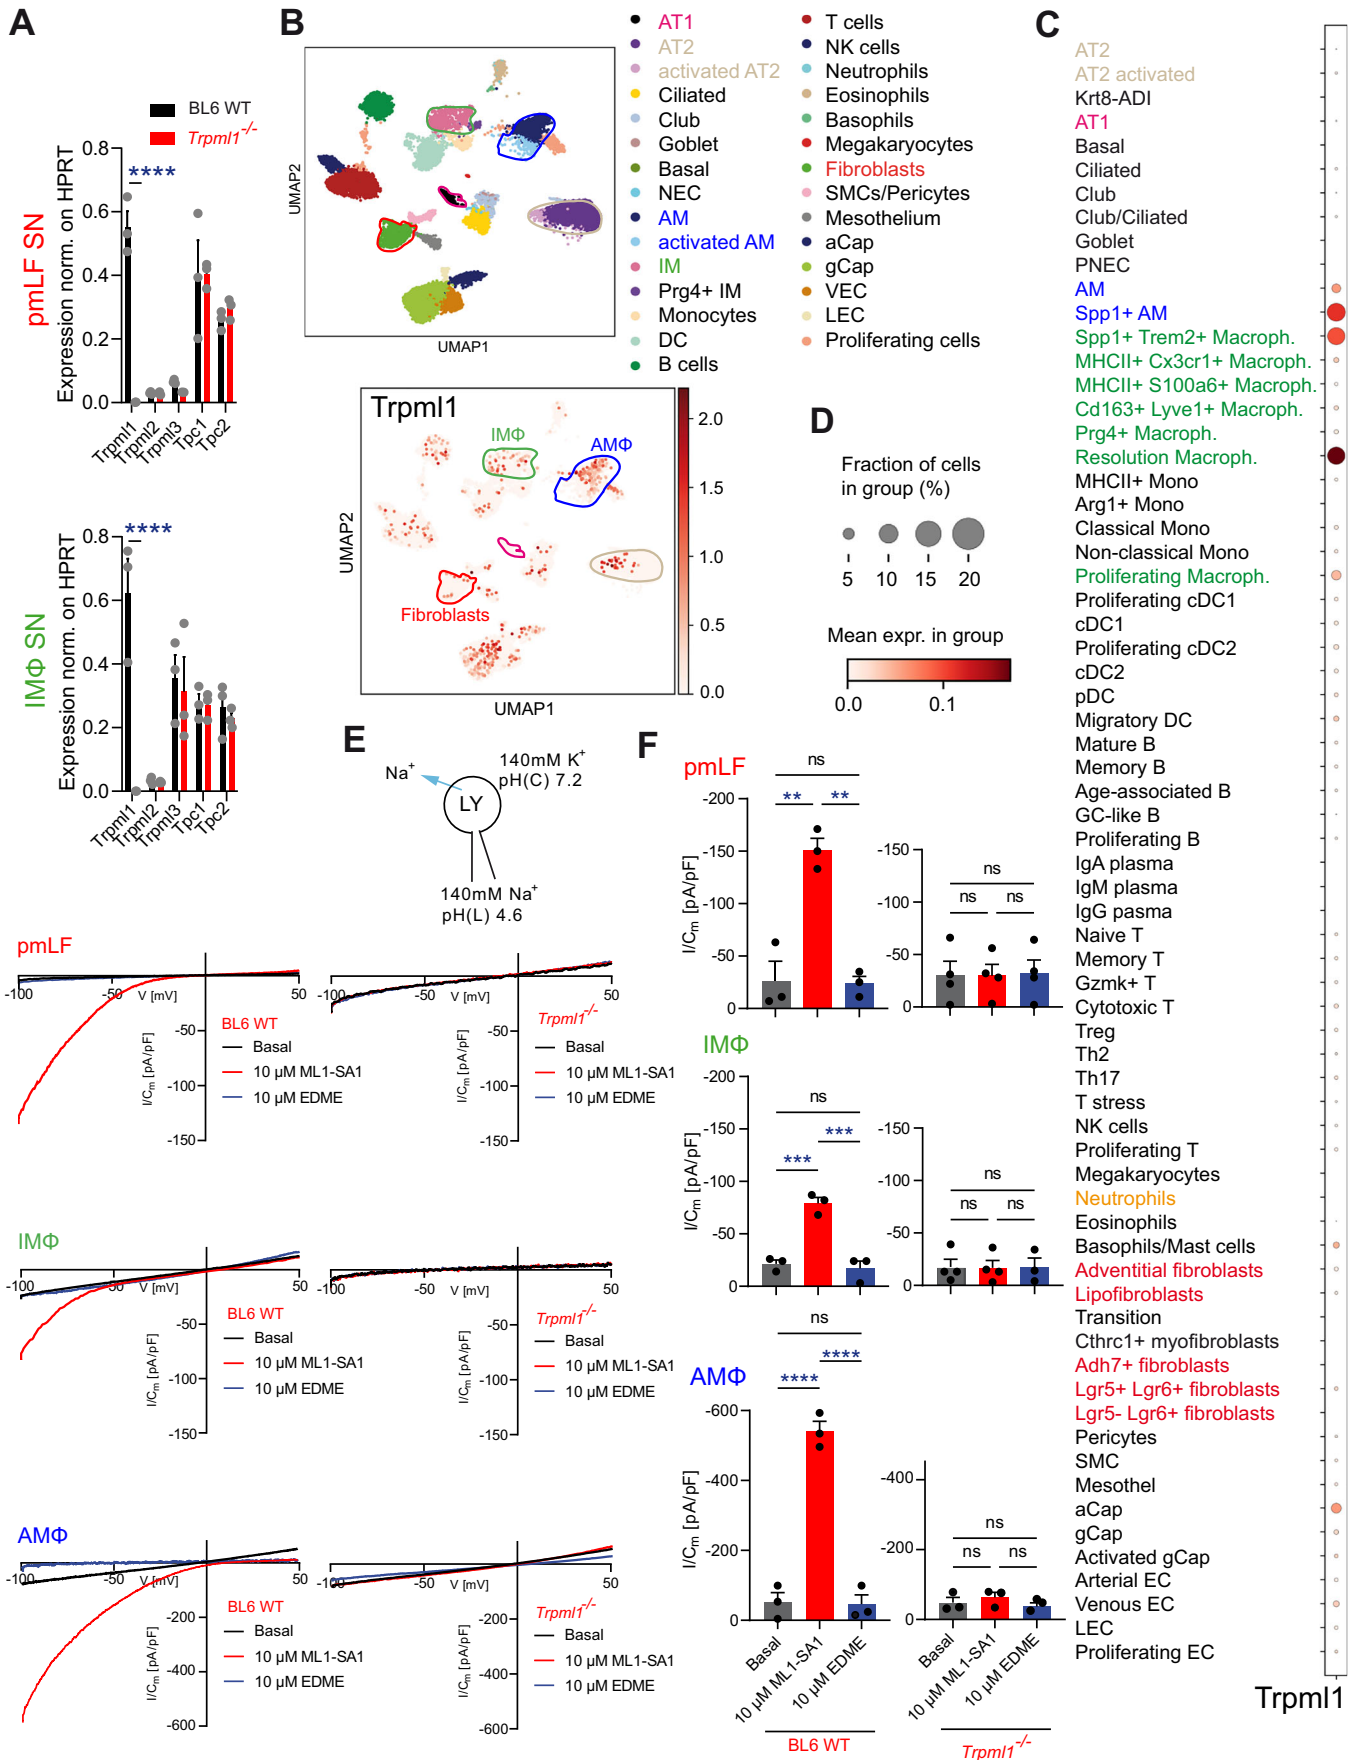 A
BL6 WT
Trpml1-/-
pmLF SN
Expression norm. on HPRT
0.8
0.6
0.4
0.2
0.0
****
Trpml1
Trpml2
Trpml3
Tpc1
Tpc2
IMΦ SN
Expression norm. on HPRT
0.8
0.6
0.4
0.2
0.0
****
Trpml1
Trpml2
Trpml3
Tpc1
Tpc2
B
UMAP2
UMAP1
AT1
AT2
activated AT2
Ciliated
Club
Goblet
Basal
NEC
AM
activated AM
IM
Prg4+ IM
Monocytes
DC
B cells
T cells
NK cells
Neutrophils
Eosinophils
Basophils
Megakaryocytes
Fibroblasts
SMCs/Pericytes
Mesothelium
aCap
gCap
VEC
LEC
Proliferating cells
Trpml1
IMΦ
AMΦ
Fibroblasts
UMAP2
UMAP1
2.0
1.5
1.0
0.5
0.0
C
AT2
AT2 activated
Krt8-ADI
AT1
Basal
Ciliated
Club
Club/Ciliated
Goblet
PNEC
AM
Spp1+ AM
Spp1+ Trem2+ Macroph.
MHCII+ Cx3cr1+ Macroph.
MHCII+ S100a6+ Macroph.
Cd163+ Lyve1+ Macroph.
Prg4+ Macroph.
Resolution Macroph.
MHCII+ Mono
Arg1+ Mono
Classical Mono
Non-classical Mono
Proliferating Macroph.
Proliferating cDC1
cDC1
Proliferating cDC2
cDC2
pDC
Migratory DC
Mature B
Memory B
Age-associated B
GC-like B
Proliferating B
IgA plasma
IgM plasma
IgG pasma
Naive T
Memory T
Gzmk+ T
Cytotoxic T
Treg
Th2
Th17
T stress
NK cells
Proliferating T
Megakaryocytes
Neutrophils
Eosinophils
Basophils/Mast cells
Adventitial fibroblasts
Lipofibroblasts
Transition
Cthrc1+ myofibroblasts
Adh7+ fibroblasts
Lgr5+ Lgr6+ fibroblasts
Lgr5- Lgr6+ fibroblasts
Pericytes
SMC
Mesothel
aCap
gCap
Activated gCap
Arterial EC
Venous EC
LEC
Proliferating EC
Trpml1
D
Fraction of cells
in group (%)
5 10 15 20
Mean expr. in group
0.0 0.1
E
Na+
140mM K+
pH(C) 7.2
LY
140mM Na+
pH(L) 4.6
pmLF
-100 -50 V [mV] 50
-50
-100
-150
I/Cm [pA/pF]
BL6 WT
Basal
10 µM ML1-SA1
10 µM EDME
-100 -50 V [mV] 50
-50
-100
-150
I/Cm [pA/pF]
Trpml1-/-
Basal
10 µM ML1-SA1
10 µM EDME
IMΦ
-100 -50 V [mV] 50
-50
-100
-150
I/Cm [pA/pF]
BL6 WT
Basal
10 µM ML1-SA1
10 µM EDME
-100 -50 V [mV] 50
-50
-100
-150
I/Cm [pA/pF]
Trpml1-/-
Basal
10 µM ML1-SA1
10 µM EDME
AMΦ
-100 -50 V [mV] 50
-200
-400
-600
I/Cm [pA/pF]
BL6 WT
Basal
10 µM ML1-SA1
10 µM EDME
-100 -50 V [mV] 50
-200
-400
-600
I/Cm [pA/pF]
Trpml1-/-
Basal
10 µM ML1-SA1
10 µM EDME
F
pmLF
I/Cm [pA/pF]
-200
-150
-100
-50
0
ns
** **
-150
-100
-50
0
ns
ns ns
IMΦ
I/Cm [pA/pF]
-200
-150
-100
-50
0
ns
***
***
-150
-100
-50
0
ns
ns ns
AMΦ
I/Cm [pA/pF]
-600
-400
-200
0
ns
****
****
-400
-200
0
ns
ns ns
Basal
10 µM ML1-SA1
10 µM EDME
BL6 WT
Basal
10 µM ML1-SA1
10 µM EDME
Trpml1-/-